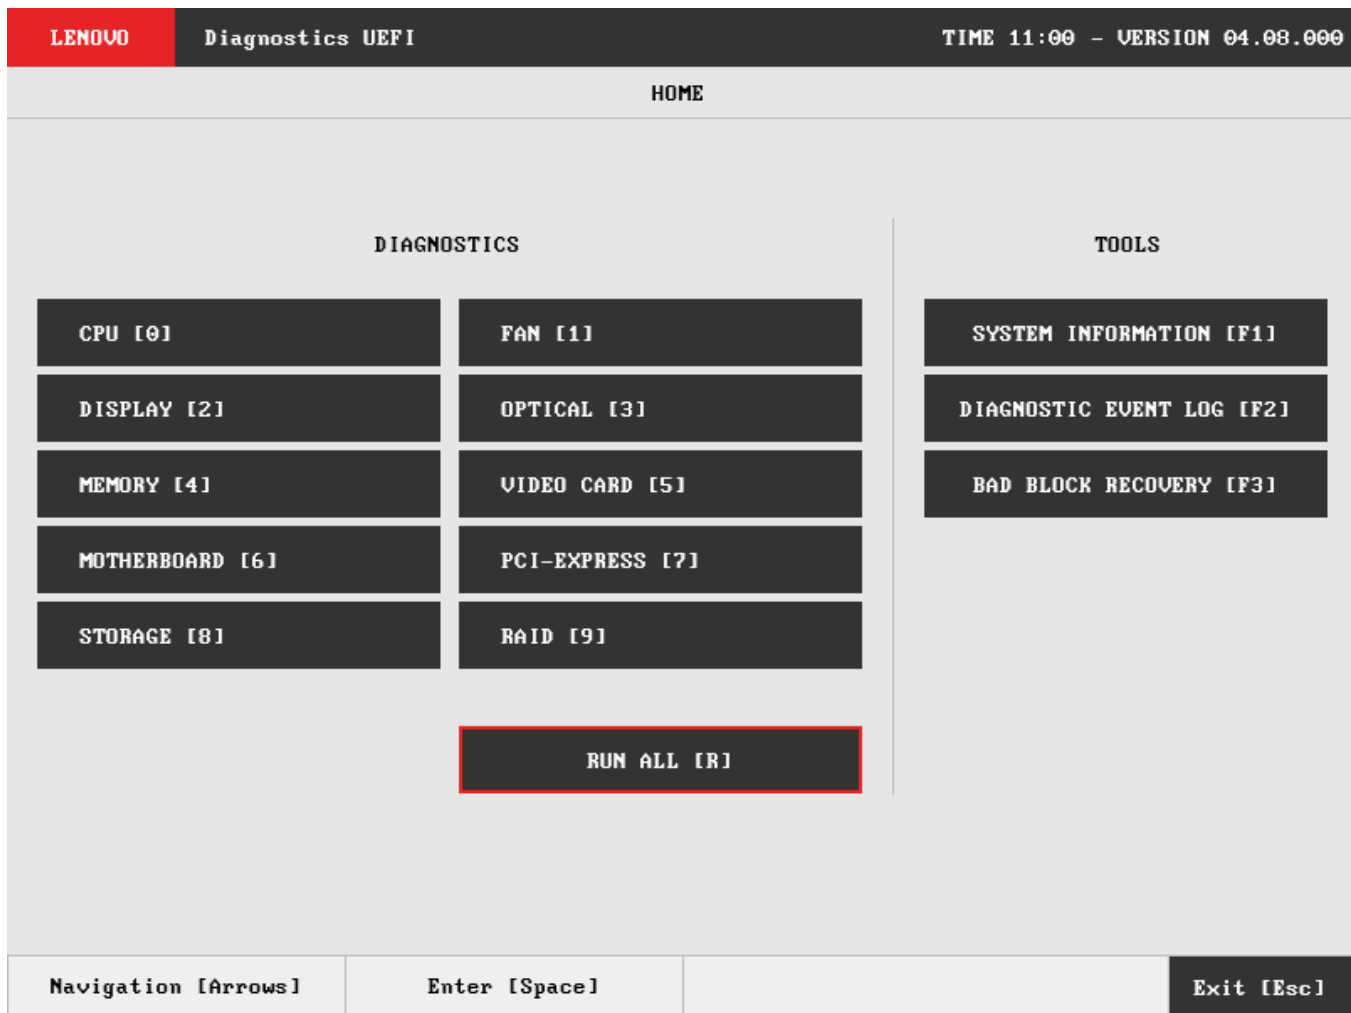 LENOVO Diagnostics UEFI TIME 11:00 - VERSION 04.08.000
HOME
DIAGNOSTICS
CPU [0] FAN [1]
DISPLAY [2] OPTICAL [3]
MEMORY [4] VIDEO CARD [5]
MOTHERBOARD [6] PCI-EXPRESS [7]
STORAGE [8] RAID [9]
RUN ALL [R]
TOOLS
SYSTEM INFORMATION [F1]
DIAGNOSTIC EVENT LOG [F2]
BAD BLOCK RECOVERY [F3]
Navigation [Arrows] Enter [Space] Exit [Esc]